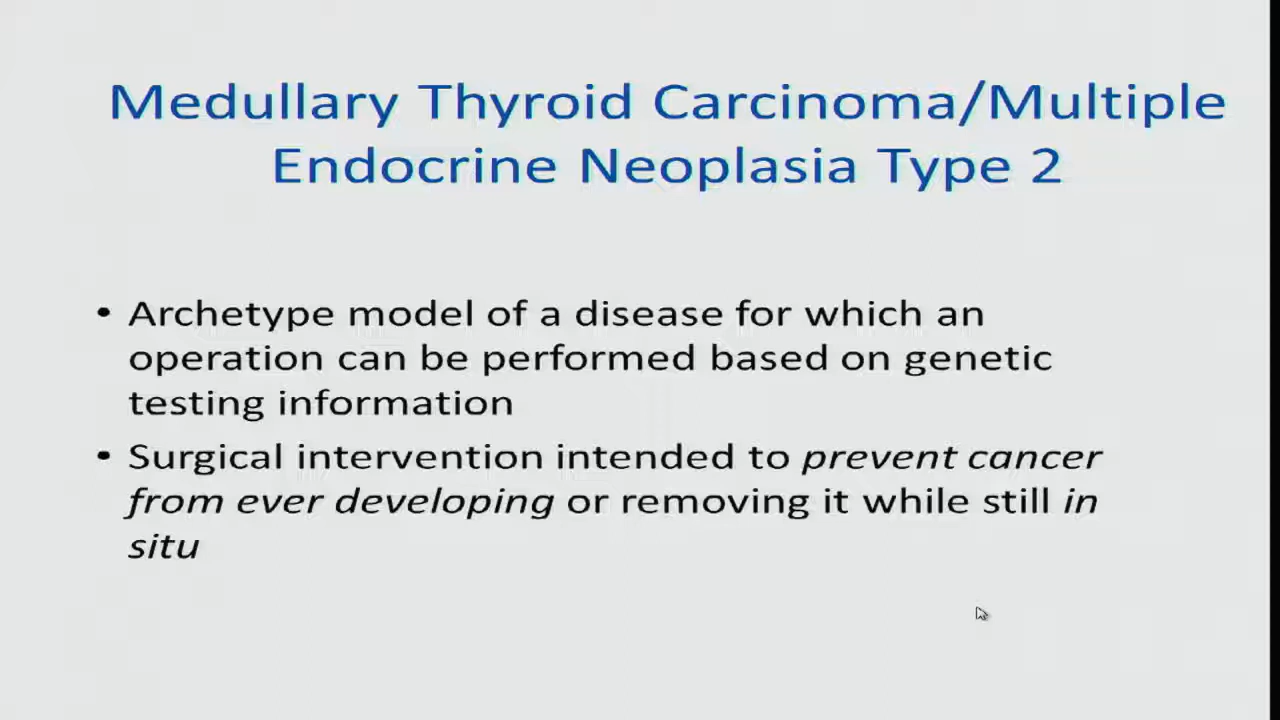 Medullary Thyroid Carcinoma/Multiple
Endocrine Neoplasia Type 2
• Archetype model of a disease for which an
operation can be performed based on genetic
testing information
• Surgical intervention intended to prevent cancer
from ever developing or removing it while still in
situ